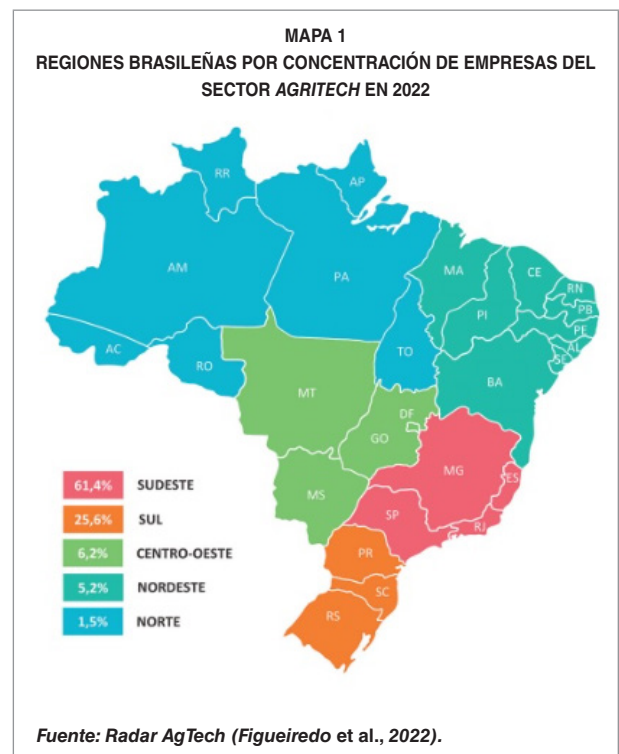 MAPA 1
REGIONES BRASILEÑAS POR CONCENTRACIÓN DE EMPRESAS DEL
SECTOR AGRITECH EN 2022
RR
AP
AM
PA
MA
CE
RN
PB
PI
PE
AL
SE
AC
RO
TO
BA
MT
DF
GO
MG
ES
MS
SP
RJ
PR
SC
RS
61,4% SUDESTE
25,6% SUL
6,2% CENTRO-OESTE
5,2% NORDESTE
1,5% NORTE
Fuente: Radar AgTech (Figueiredo et al., 2022).